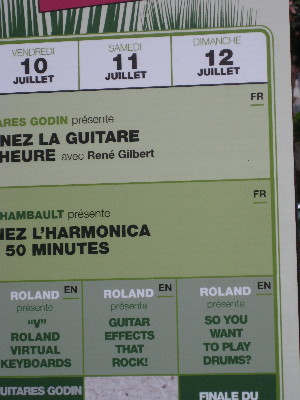 VENDREDI
10
JUILLET
SAMEDI
11
JUILLET
DIMANCHE
12
JUILLET
FR
ARES GODIN présente
NEZ LA GUITARE
HEURE avec René Gilbert
FR
HAMBAULT présente
NEZ L'HARMONICA
50 MINUTES
EN
ROLAND
présente
"V"
ROLAND
VIRTUAL
KEYBOARDS
EN
ROLAND
présente
GUITAR
EFFECTS
THAT
ROCK!
EN
ROLAND
présente
SO YOU
WANT
TO PLAY
DRUMS?
UITARES GODIN
FINALE DU